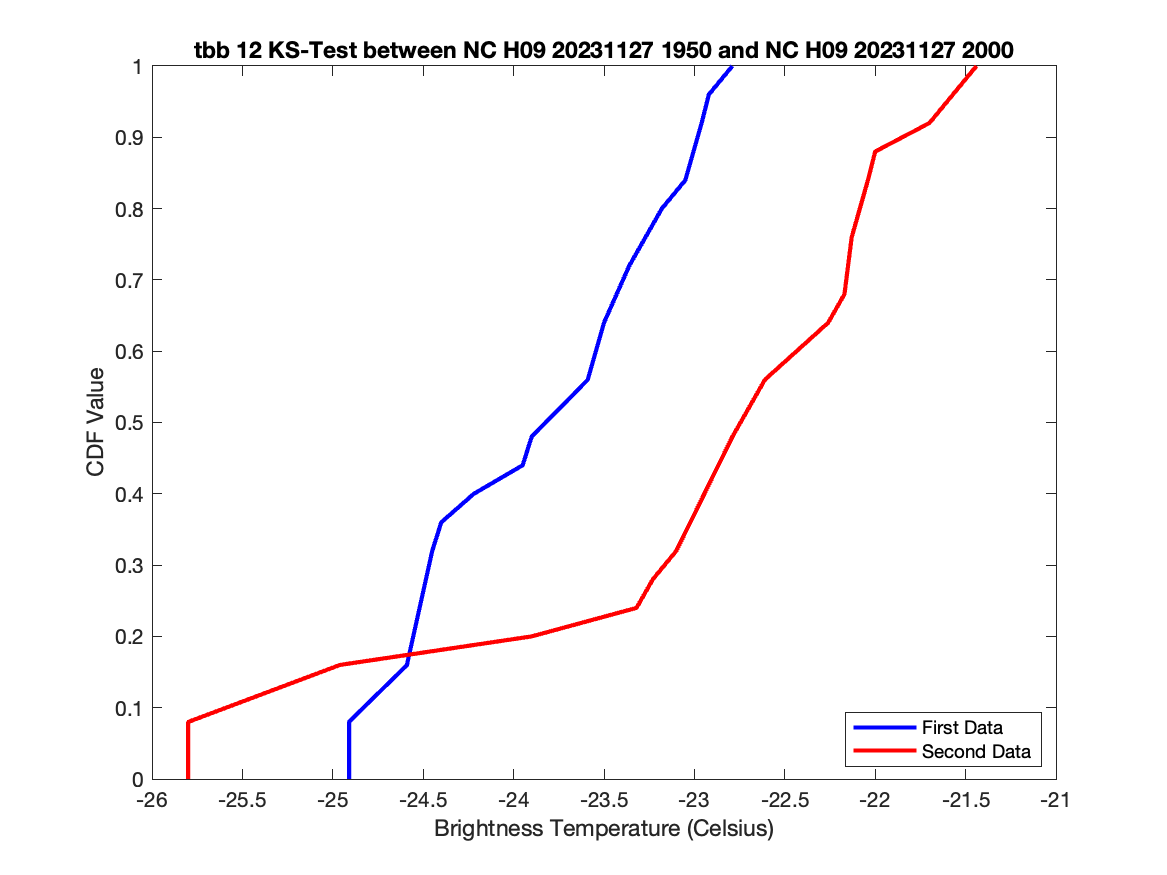 tbb 12 KS-Test between NC H09 20231127 1950 and NC H09 20231127 2000
1
0.9
0.8
0.7
0.6
0.5
0.4
0.3
0.2
0.1
0
CDF Value
First Data
Second Data
-26 -25.5 -25 -24.5 -24 -23.5 -23 -22.5 -22 -21.5 -21
Brightness Temperature (Celsius)